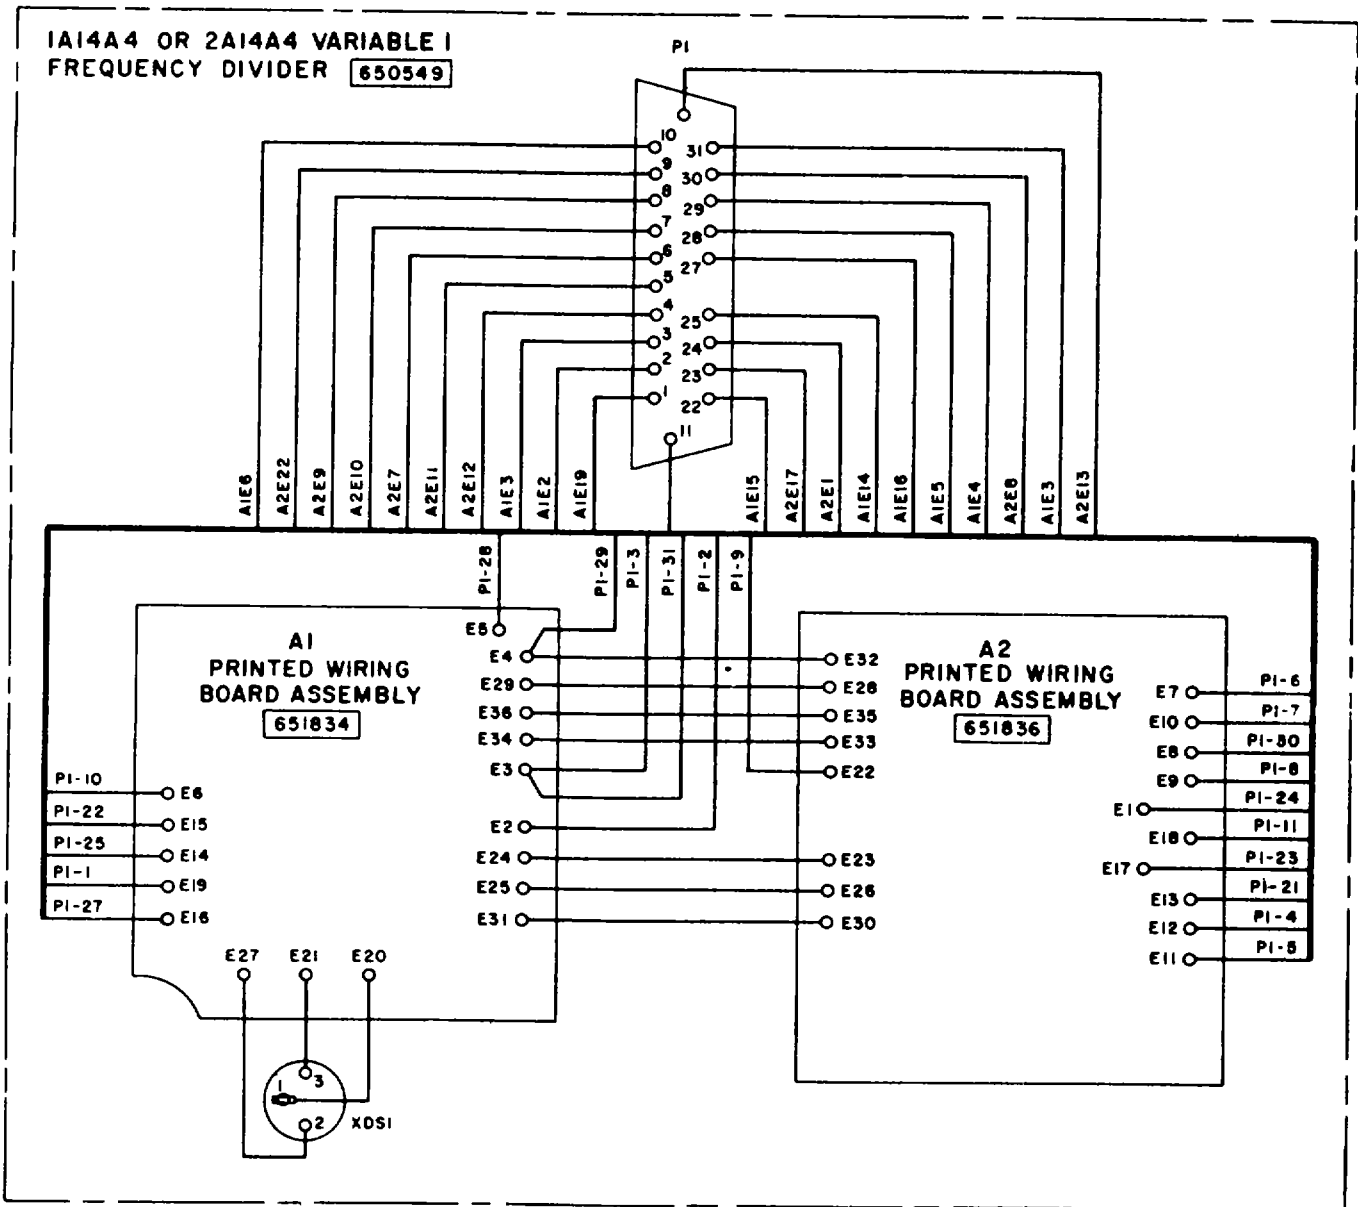 1A14A4 OR 2A14A4 VARIABLE 1
FREQUENCY DIVIDER 650549
P1
10
31
9
30
8
29
7
28
6
27
5
4
25
3
24
2
23
1
22
11
A1E6
A2E22
A2E9
A2E10
A2E7
A2E11
A2E12
A1E3
A1E2
A1E19
A1E15
A2E17
A2E1
A1E14
A1E16
A1E5
A1E4
A2E8
A1E3
A2E13
P1-28
P1-29
P1-3
P1-31
P1-2
P1-9
A1
PRINTED WIRING
BOARD ASSEMBLY
651834
E5
E4
E29
E36
E34
E3
E2
E24
E25
E31
P1-10 E6
P1-22 E15
P1-25 E14
P1-1 E19
P1-27 E16
E27 E21 E20
1
3
2
XDS1
A2
PRINTED WIRING
BOARD ASSEMBLY
651836
E32
E28
E35
E33
E22
E23
E26
E30
E7 P1-6
E10 P1-7
E8 P1-30
E9 P1-8
E1 P1-24
E18 P1-11
E17 P1-23
E13 P1-21
E12 P1-4
E11 P1-5